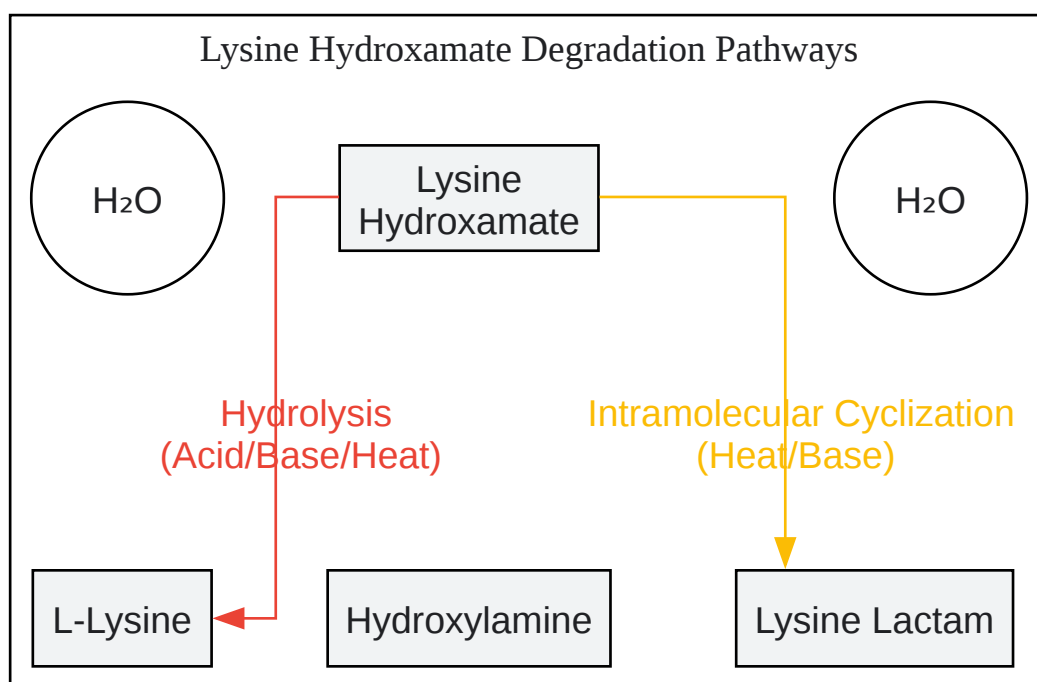 Lysine Hydroxamate Degradation Pathways
H₂O
Lysine
Hydroxamate
H₂O
Hydrolysis
(Acid/Base/Heat)
Intramolecular Cyclization
(Heat/Base)
L-Lysine
Hydroxylamine
Lysine Lactam